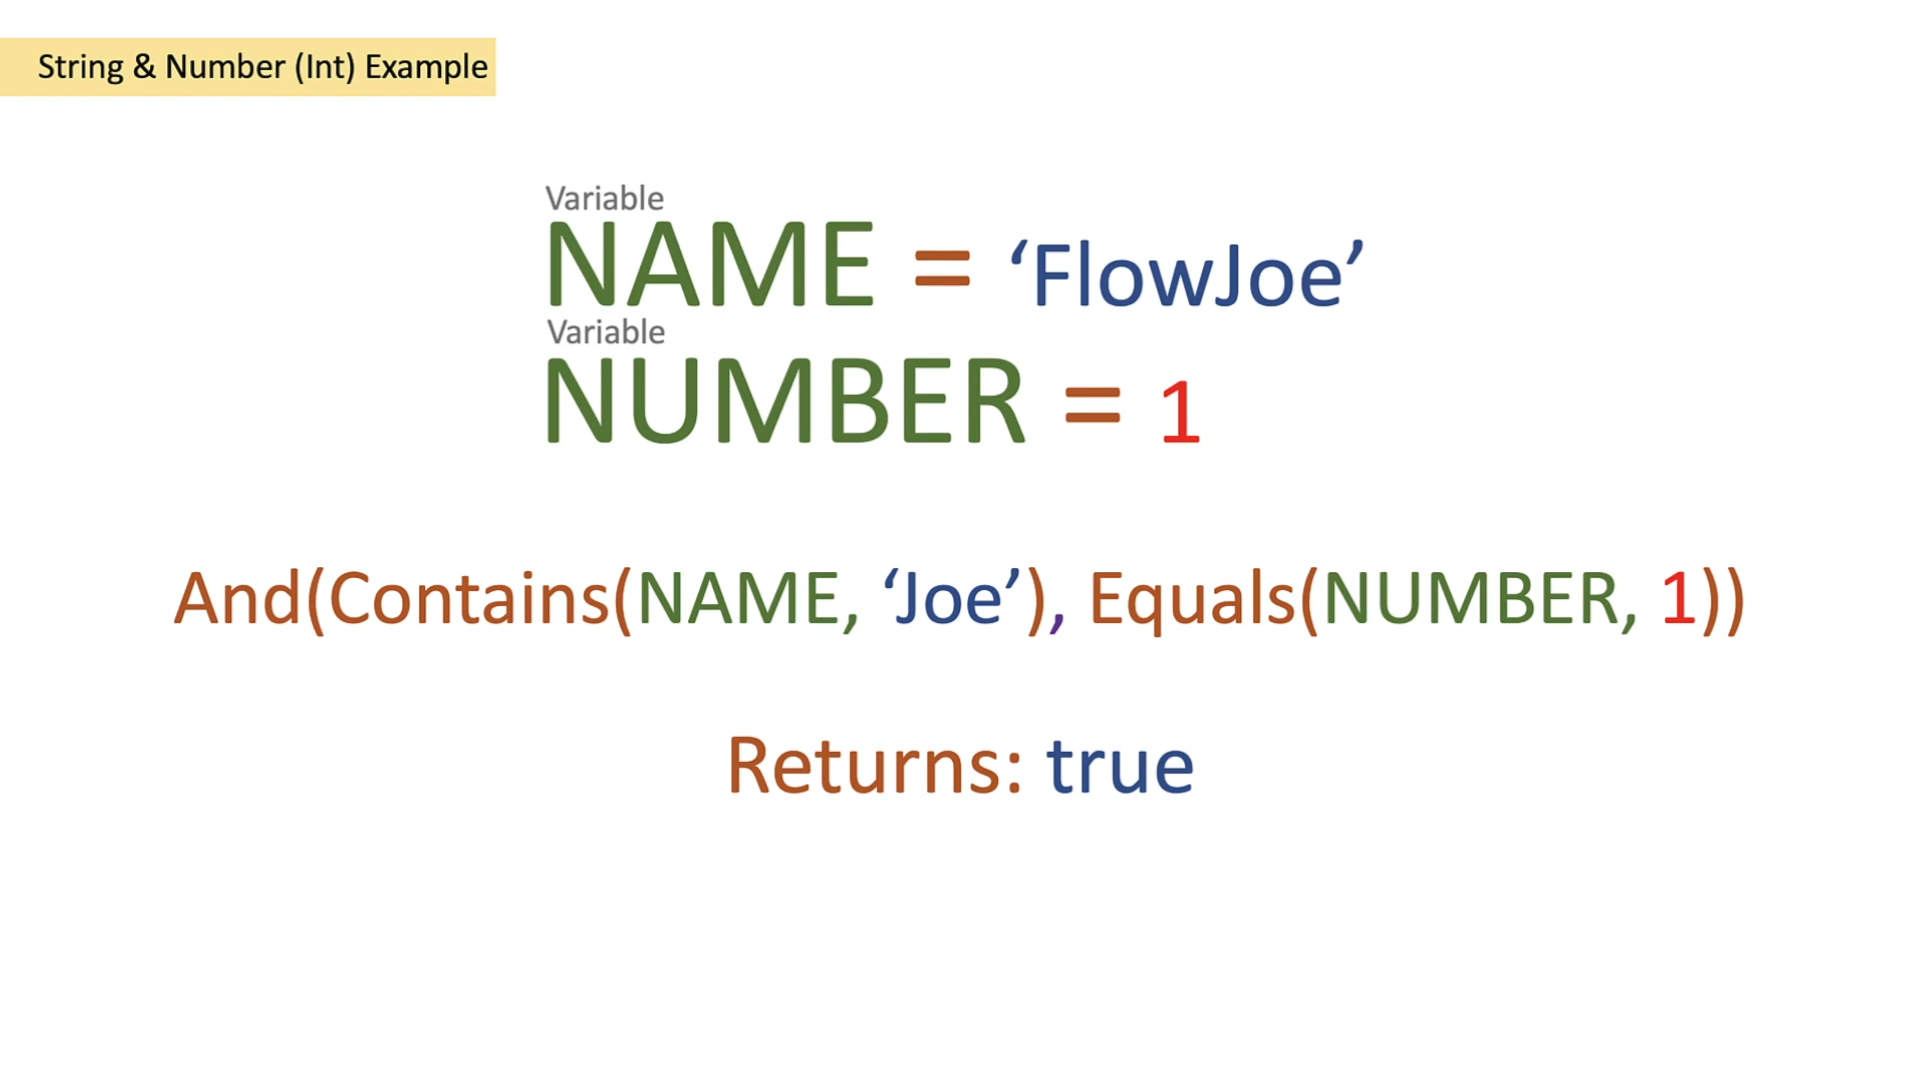 String & Number (Int) Example
Variable
NAME = ‘FlowJoe’
Variable
NUMBER = 1
And(Contains(NAME, ‘Joe’), Equals(NUMBER, 1))
Returns: true